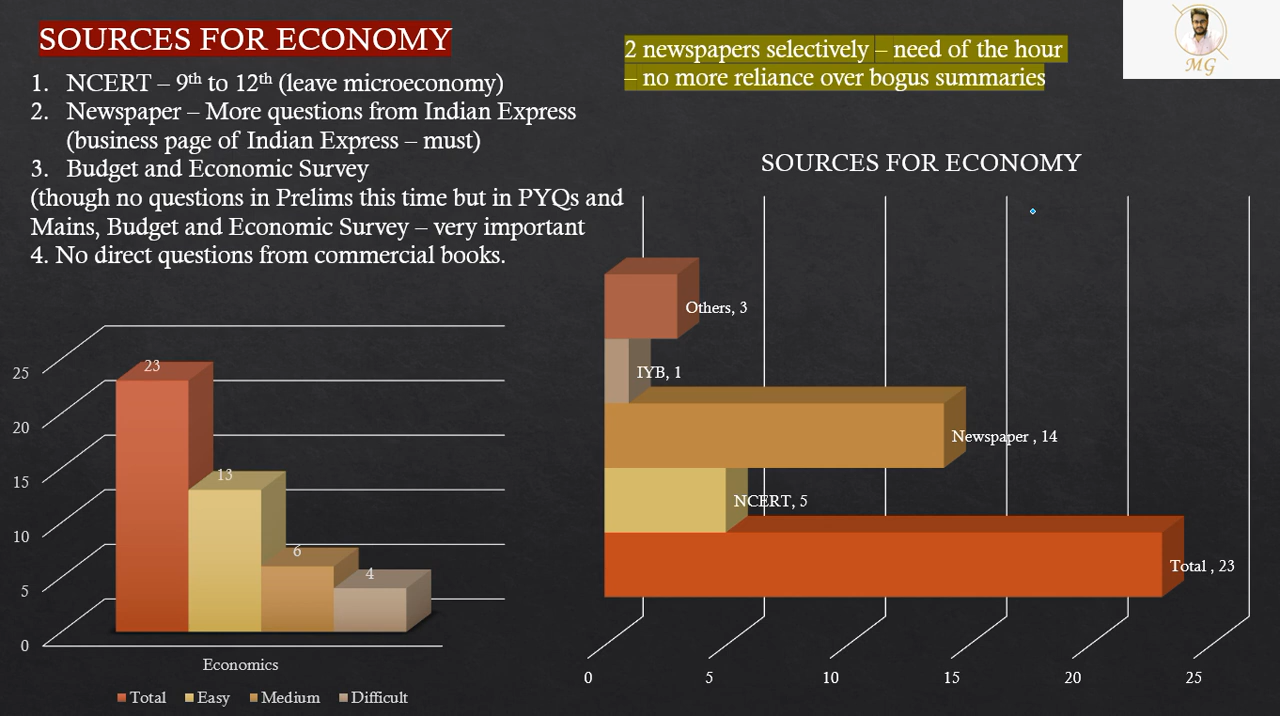 SOURCES FOR ECONOMY
1. NCERT – 9th to 12th (leave microeconomy)
2. Newspaper – More questions from Indian Express
(business page of Indian Express – must)
3. Budget and Economic Survey
(though no questions in Prelims this time but in PYQs and
Mains, Budget and Economic Survey – very important
4. No direct questions from commercial books.
2 newspapers selectively – need of the hour
– no more reliance over bogus summaries
MG
23
13
6
4
25
20
15
10
5
0
Economics
Total Easy Medium Difficult
SOURCES FOR ECONOMY
Others, 3
IYB, 1
Newspaper , 14
NCERT, 5
Total , 23
0 5 10 15 20 25